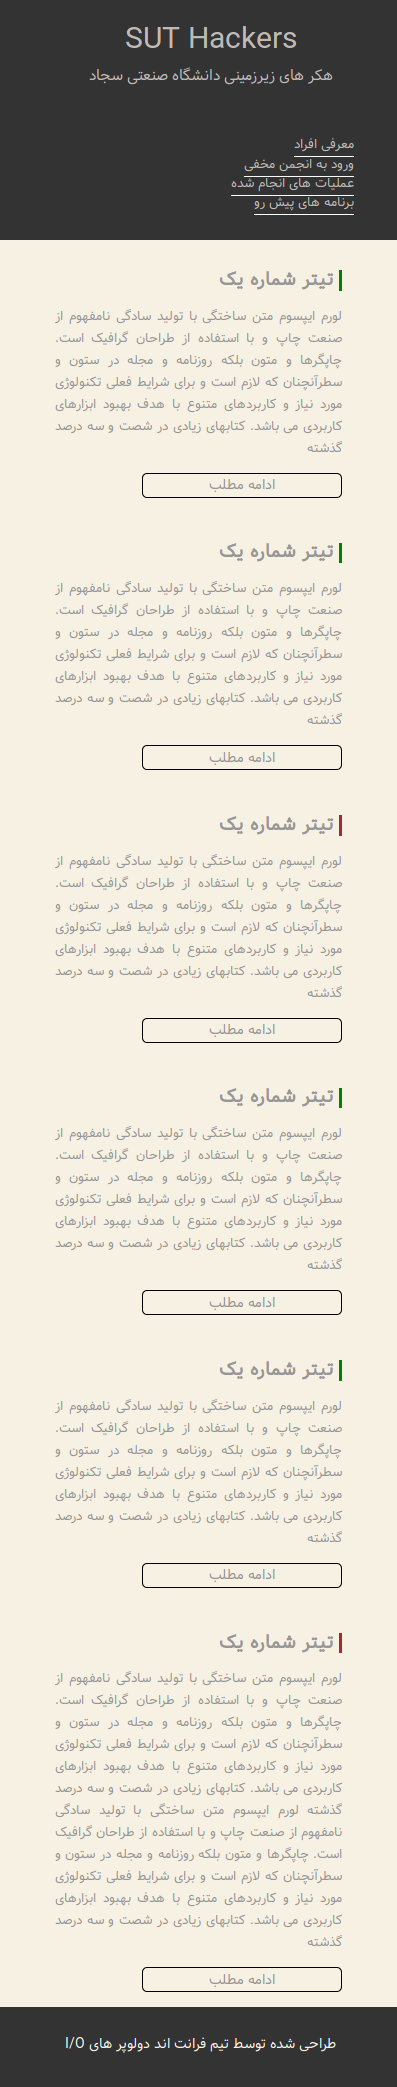 SUT Hackers
هکر های زیرزمینی دانشگاه صنعتی سجاد
معرفی افراد
ورود به انجمن مخفی
عملیات های انجام شده
برنامه های پیش رو
تیتر شماره یک
لورم ایپسوم متن ساختگی با تولید سادگی نامفهوم از
صنعت چاپ و با استفاده از طراحان گرافیک است.
چاپگرها و متون بلکه روزنامه و مجله در ستون و
سطرآنچنان که لازم است و برای شرایط فعلی تکنولوژی
مورد نیاز و کاربردهای متنوع با هدف بهبود ابزارهای
کاربردی می باشد. کتابهای زیادی در شصت و سه درصد
گذشته
ادامه مطلب
تیتر شماره یک
لورم ایپسوم متن ساختگی با تولید سادگی نامفهوم از
صنعت چاپ و با استفاده از طراحان گرافیک است.
چاپگرها و متون بلکه روزنامه و مجله در ستون و
سطرآنچنان که لازم است و برای شرایط فعلی تکنولوژی
مورد نیاز و کاربردهای متنوع با هدف بهبود ابزارهای
کاربردی می باشد. کتابهای زیادی در شصت و سه درصد
گذشته
ادامه مطلب
تیتر شماره یک
لورم ایپسوم متن ساختگی با تولید سادگی نامفهوم از
صنعت چاپ و با استفاده از طراحان گرافیک است.
چاپگرها و متون بلکه روزنامه و مجله در ستون و
سطرآنچنان که لازم است و برای شرایط فعلی تکنولوژی
مورد نیاز و کاربردهای متنوع با هدف بهبود ابزارهای
کاربردی می باشد. کتابهای زیادی در شصت و سه درصد
گذشته
ادامه مطلب
تیتر شماره یک
لورم ایپسوم متن ساختگی با تولید سادگی نامفهوم از
صنعت چاپ و با استفاده از طراحان گرافیک است.
چاپگرها و متون بلکه روزنامه و مجله در ستون و
سطرآنچنان که لازم است و برای شرایط فعلی تکنولوژی
مورد نیاز و کاربردهای متنوع با هدف بهبود ابزارهای
کاربردی می باشد. کتابهای زیادی در شصت و سه درصد
گذشته
ادامه مطلب
تیتر شماره یک
لورم ایپسوم متن ساختگی با تولید سادگی نامفهوم از
صنعت چاپ و با استفاده از طراحان گرافیک است.
چاپگرها و متون بلکه روزنامه و مجله در ستون و
سطرآنچنان که لازم است و برای شرایط فعلی تکنولوژی
مورد نیاز و کاربردهای متنوع با هدف بهبود ابزارهای
کاربردی می باشد. کتابهای زیادی در شصت و سه درصد
گذشته
ادامه مطلب
تیتر شماره یک
لورم ایپسوم متن ساختگی با تولید سادگی نامفهوم از
صنعت چاپ و با استفاده از طراحان گرافیک است.
چاپگرها و متون بلکه روزنامه و مجله در ستون و
سطرآنچنان که لازم است و برای شرایط فعلی تکنولوژی
مورد نیاز و کاربردهای متنوع با هدف بهبود ابزارهای
کاربردی می باشد. کتابهای زیادی در شصت و سه درصد
گذشته لورم ایپسوم متن ساختگی با تولید سادگی
نامفهوم از صنعت چاپ و با استفاده از طراحان گرافیک
است. چاپگرها و متون بلکه روزنامه و مجله در ستون و
سطرآنچنان که لازم است و برای شرایط فعلی تکنولوژی
مورد نیاز و کاربردهای متنوع با هدف بهبود ابزارهای
کاربردی می باشد. کتابهای زیادی در شصت و سه درصد
گذشته
ادامه مطلب
طراحی شده توسط تیم فرانت اند دولوپر های I/O